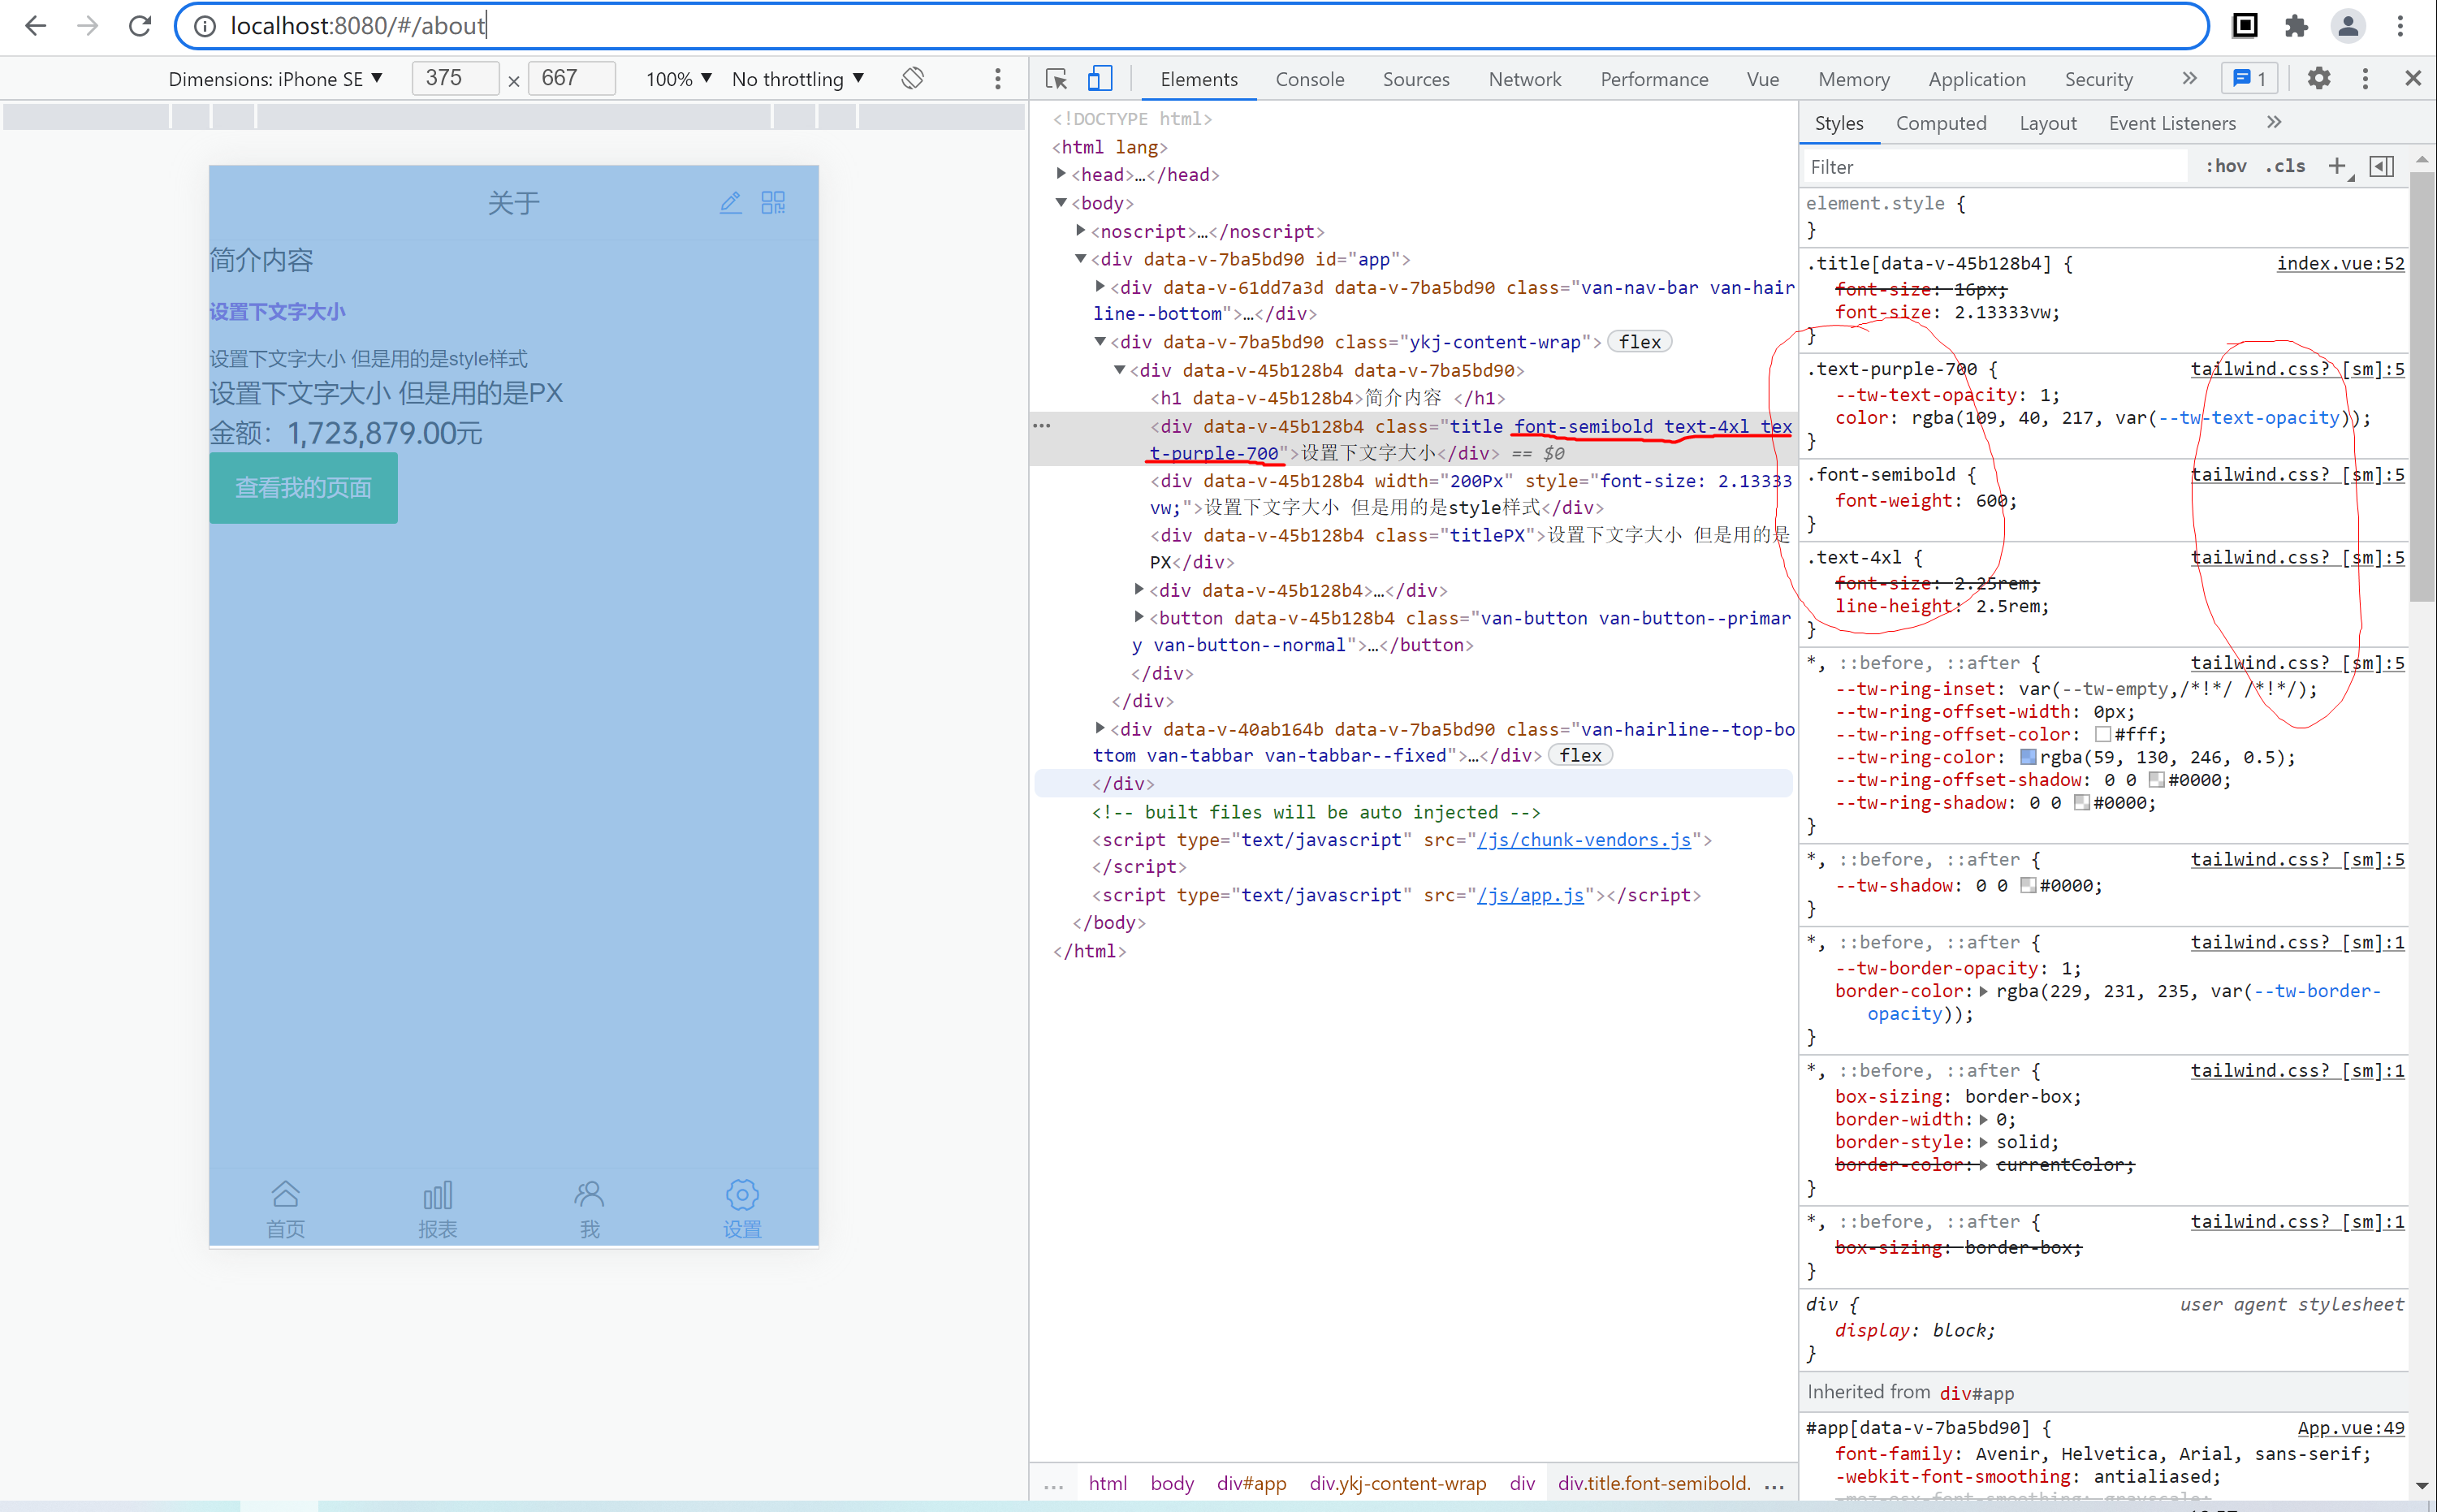 localhost:8080/#/about
Dimensions: iPhone SE ▼ 375 × 667 100% ▼ No throttling ▼
Elements Console Sources Network Performance Vue Memory Application Security » 1
关于
简介内容
设置下文字大小
设置下文字大小 但是用的是style样式
设置下文字大小 但是用的是PX
金额：1,723,879.00元
查看我的页面
首页 报表 我 设置
<!DOCTYPE html>
<html lang>
<head>…</head>
<body>
<noscript>…</noscript>
<div data-v-7ba5bd90 id="app">
<div data-v-61dd7a3d data-v-7ba5bd90 class="van-nav-bar van-hair
line--bottom">…</div>
<div data-v-7ba5bd90 class="ykj-content-wrap"> flex
<div data-v-45b128b4 data-v-7ba5bd90>
<h1 data-v-45b128b4>简介内容 </h1>
… <div data-v-45b128b4 class="title font-semibold text-4xl tex
t-purple-700">设置下文字大小</div> == $0
<div data-v-45b128b4 width="200Px" style="font-size: 2.13333
vw;">设置下文字大小 但是用的是style样式</div>
<div data-v-45b128b4 class="titlePX">设置下文字大小 但是用的是
PX</div>
<div data-v-45b128b4>…</div>
<button data-v-45b128b4 class="van-button van-button--primar
y van-button--normal">…</button>
</div>
</div>
<div data-v-40ab164b data-v-7ba5bd90 class="van-hairline--top-bo
ttom van-tabbar van-tabbar--fixed">…</div> flex
</div>
<!-- built files will be auto injected -->
<script type="text/javascript" src="/js/chunk-vendors.js">
</script>
<script type="text/javascript" src="/js/app.js"></script>
</body>
</html>
… html body div#app div.ykj-content-wrap div div.title.font-semibold. …
Styles Computed Layout Event Listeners »
Filter :hov .cls +
element.style {
}
.title[data-v-45b128b4] { index.vue:52
font-size: 16px;
font-size: 2.13333vw;
}
.text-purple-700 { tailwind.css? [sm]:5
--tw-text-opacity: 1;
color: rgba(109, 40, 217, var(--tw-text-opacity));
}
.font-semibold { tailwind.css? [sm]:5
font-weight: 600;
}
.text-4xl { tailwind.css? [sm]:5
font-size: 2.25rem;
line-height: 2.5rem;
}
*, ::before, ::after { tailwind.css? [sm]:5
--tw-ring-inset: var(--tw-empty,/*!*/ /*!*/);
--tw-ring-offset-width: 0px;
--tw-ring-offset-color: #fff;
--tw-ring-color: rgba(59, 130, 246, 0.5);
--tw-ring-offset-shadow: 0 0 #0000;
--tw-ring-shadow: 0 0 #0000;
}
*, ::before, ::after { tailwind.css? [sm]:5
--tw-shadow: 0 0 #0000;
}
*, ::before, ::after { tailwind.css? [sm]:1
--tw-border-opacity: 1;
border-color: rgba(229, 231, 235, var(--tw-border-
opacity));
}
*, ::before, ::after { tailwind.css? [sm]:1
box-sizing: border-box;
border-width: 0;
border-style: solid;
border-color: currentColor;
}
*, ::before, ::after { tailwind.css? [sm]:1
box-sizing: border-box;
}
div { user agent stylesheet
display: block;
}
Inherited from div#app
#app[data-v-7ba5bd90] { App.vue:49
font-family: Avenir, Helvetica, Arial, sans-serif;
-webkit-font-smoothing: antialiased;
-moz-osx-font-smoothing: grayscale;